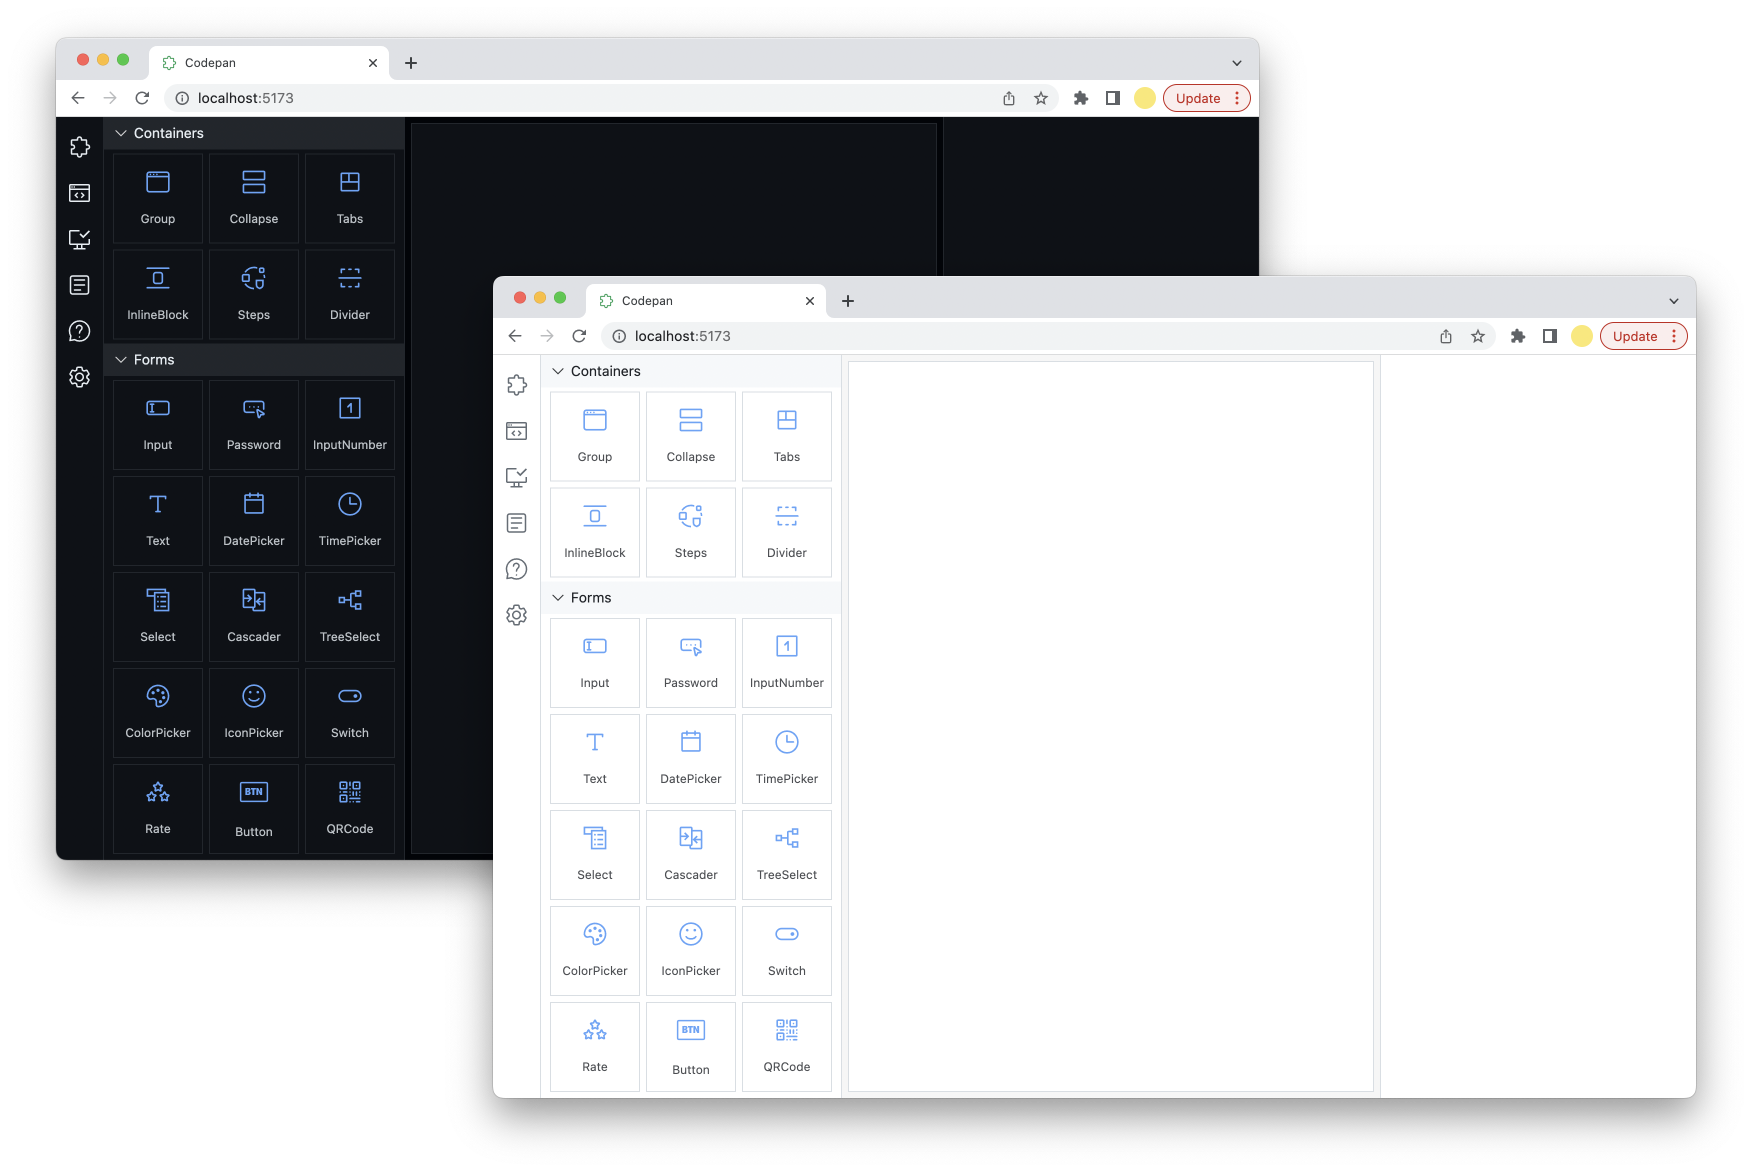 Codepan
localhost:5173
Update
Containers
Group Collapse Tabs
InlineBlock Steps Divider
Forms
Input Password InputNumber
1
Text DatePicker TimePicker
Select Cascader TreeSelect
ColorPicker IconPicker Switch
BTN
Rate Button QRCode
Codepan
localhost:5173
Update
Containers
Group Collapse Tabs
InlineBlock Steps Divider
Forms
1
Input Password InputNumber
Text DatePicker TimePicker
Select Cascader TreeSelect
ColorPicker IconPicker Switch
BTN
Rate Button QRCode